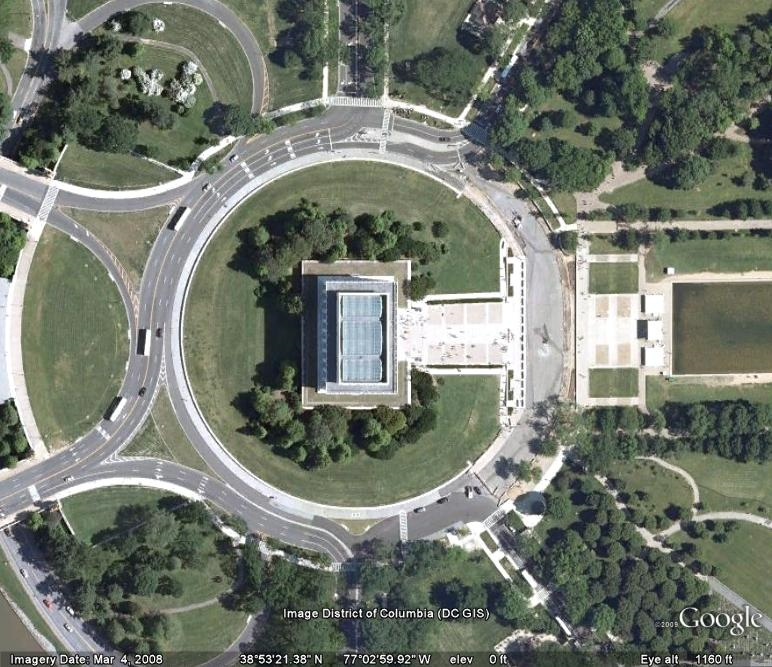 Image District of Columbia (DC GIS)
©2009 Google
Imagery Date: Mar 4, 2008 38°53'21.38" N 77°02'59.92" W elev 0 ft Eye alt 1160 ft